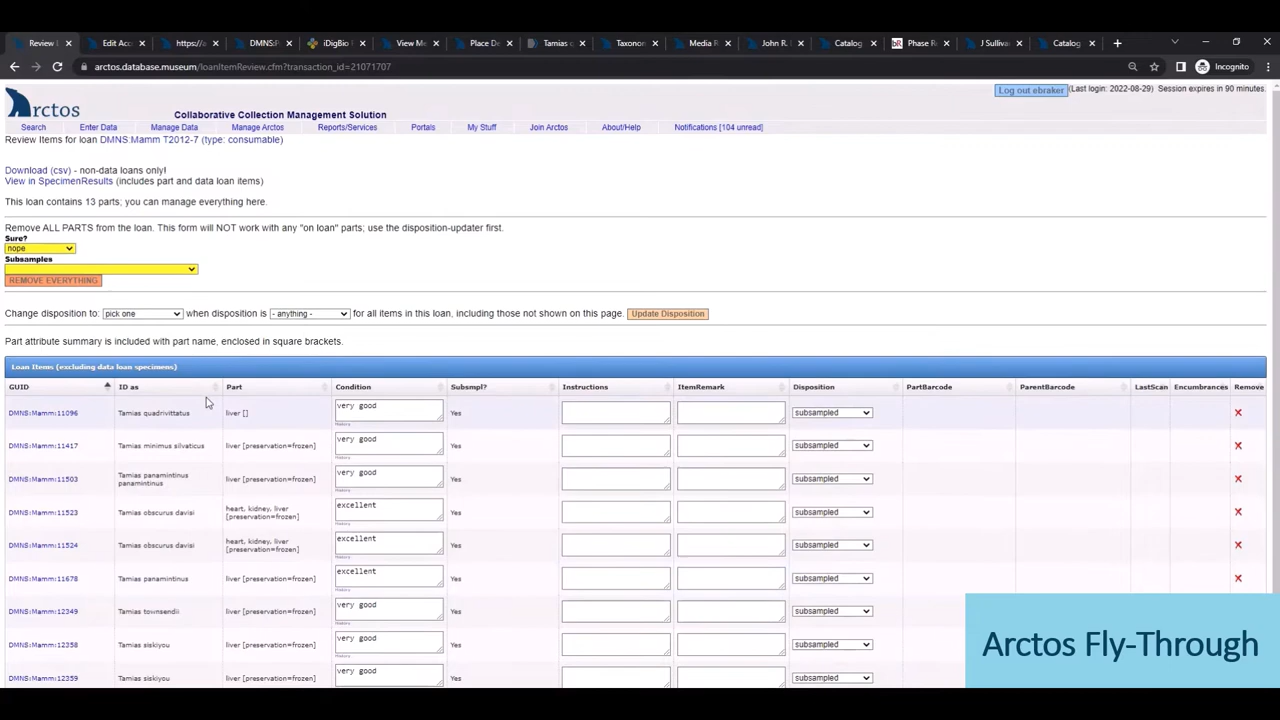 Review I
Edit Acc
https://a
DMNS:P
iDigBio
View M
Place De
Tamias c
Taxonom
Media R
John R. L
Catalog
Phase Re
J Sullivan
Catalog
Incognito
arctos.database.museum/loanItemReview.cfm?transaction_id=21071707
Arctos
Collaborative Collection Management Solution
Log out ebraker (Last login: 2022-08-29) Session expires in 90 minutes.
Search Enter Data Manage Data Manage Arctos Reports/Services Portals My Stuff Join Arctos About/Help Notifications [104 unread]
Review Items for loan DMNS:Mamm T2012-7 (type: consumable)
Download (csv) - non-data loans only!
View in SpecimenResults (includes part and data loan items)
This loan contains 13 parts; you can manage everything here.
Remove ALL PARTS from the loan. This form will NOT work with any "on loan" parts; use the disposition-updater first.
Sure?
nope
Subsamples
REMOVE EVERYTHING
Change disposition to: pick one when disposition is - anything - for all items in this loan, including those not shown on this page. Update Disposition
Part attribute summary is included with part name, enclosed in square brackets.
Loan Items (excluding data loan specimens)
GUID ID as Part Condition Subsmpl? Instructions ItemRemark Disposition PartBarcode ParentBarcode LastScan Encumbrances Remove
DMNS:Mamm:11096 Tamias quadrivittatus liver [] very good Yes subsampled
History
DMNS:Mamm:11417 Tamias minimus silvaticus liver [preservation=frozen] very good Yes subsampled
History
DMNS:Mamm:11503 Tamias panamintinus panamintinus liver [preservation=frozen] very good Yes subsampled
History
DMNS:Mamm:11523 Tamias obscurus davisi heart, kidney, liver [preservation=frozen] excellent Yes subsampled
History
DMNS:Mamm:11524 Tamias obscurus davisi heart, kidney, liver [preservation=frozen] excellent Yes subsampled
History
DMNS:Mamm:11678 Tamias panamintinus liver [preservation=frozen] excellent Yes subsampled
History
DMNS:Mamm:12349 Tamias townsendii liver [preservation=frozen] very good Yes subsampled
History
DMNS:Mamm:12358 Tamias siskiyou liver [preservation=frozen] very good Yes subsampled
History
DMNS:Mamm:12359 Tamias siskiyou liver [preservation=frozen] very good Yes subsampled
Arctos Fly-Through